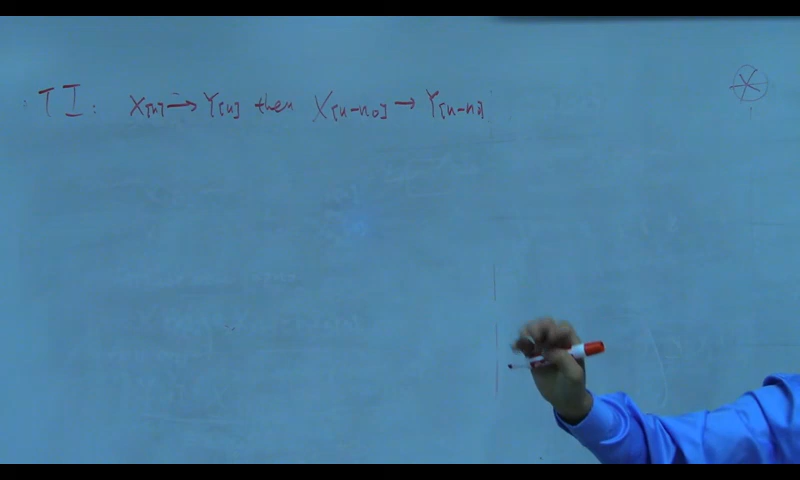 TI: X[n] → Y[n] then X[n-n0] → Y[n-n0]
X